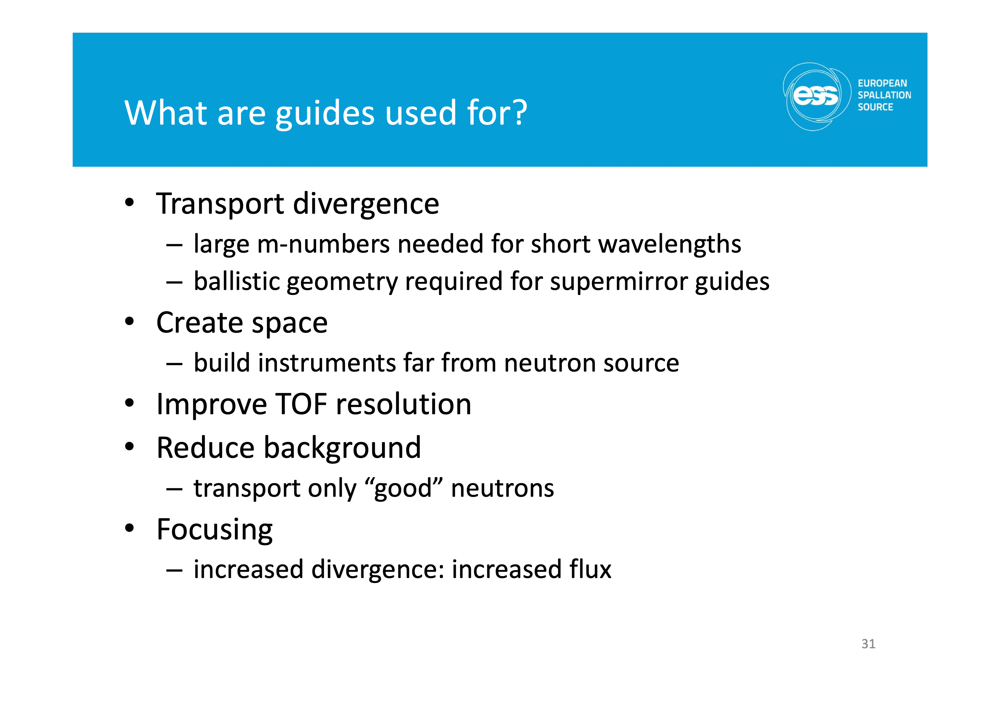 What are guides used for?
ess
EUROPEAN
SPALLATION
SOURCE
• Transport divergence
– large m-numbers needed for short wavelengths
– ballistic geometry required for supermirror guides
• Create space
– build instruments far from neutron source
• Improve TOF resolution
• Reduce background
– transport only “good” neutrons
• Focusing
– increased divergence: increased flux
31